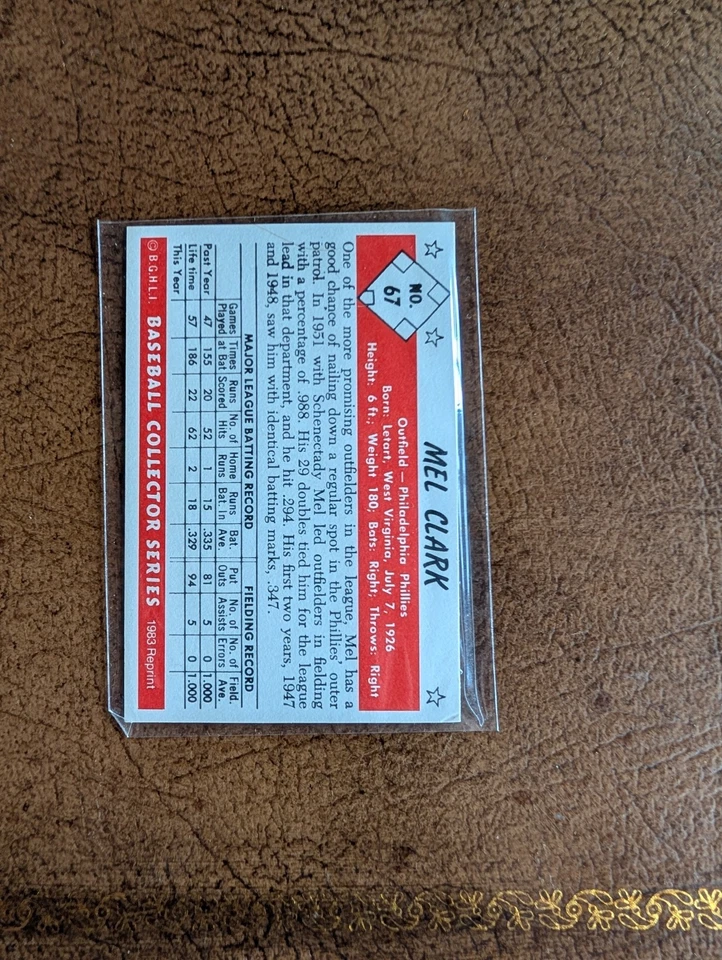 NO.
67
MEL CLARK
Outfield — Philadelphia Phillies
Born: Letart, West Virginia, July 7, 1926
Height: 6 ft.; Weight 180; Bats: Right; Throws: Right
One of the more promising outfielders in the league, Mel has a
good chance of nailing down a regular spot in the Phillies' outer
patrol. In 1951 with Schenectady Mel led outfielders in fielding
with a percentage of .988. His 29 doubles tied him for the league
lead in that department, and he hit .294. His first two years, 1947
and 1948, saw him with identical batting marks, .347.
MAJOR LEAGUE BATTING RECORD FIELDING RECORD
Games Times Runs No. of Home Runs Bat. Put No. of No. of Field.
Played at Bat Scored Hits Runs Bat. In Ave. Outs Assists Errors Ave.
Past Year 47 155 20 52 1 15 .335 81 5 0 1.000
Life time 57 186 22 62 2 18 .329 94 5 0 1.000
This Year
© B.G.H.L.I. BASEBALL COLLECTOR SERIES 1983 Reprint